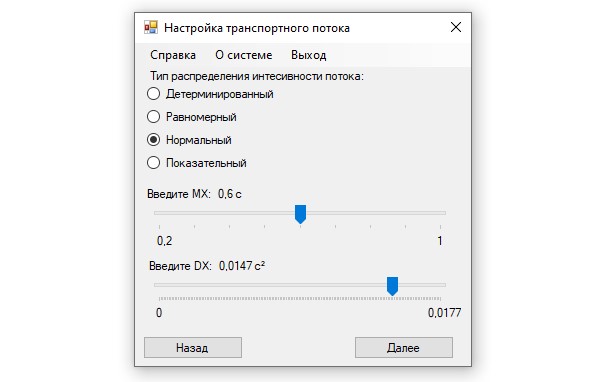 Настройка транспортного потока
Справка О системе Выход
Тип распределения интесивности потока:
Детерминированный
Равномерный
Нормальный
Показательный
Введите MX: 0,6 с
0,2 1
Введите DX: 0,0147 с²
0 0,0177
Назад Далее